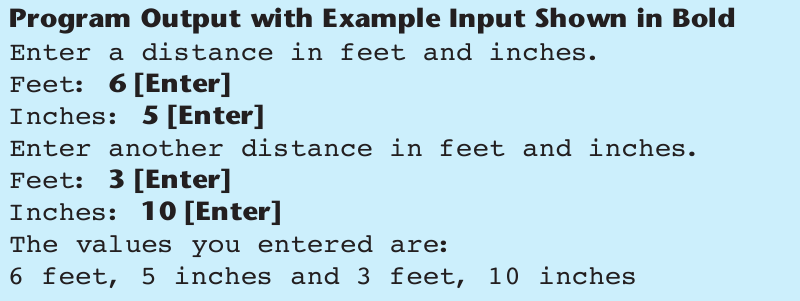 Program Output with Example Input Shown in Bold
Enter a distance in feet and inches.
Feet: 6 [Enter]
Inches: 5 [Enter]
Enter another distance in feet and inches.
Feet: 3 [Enter]
Inches: 10 [Enter]
The values you entered are:
6 feet, 5 inches and 3 feet, 10 inches